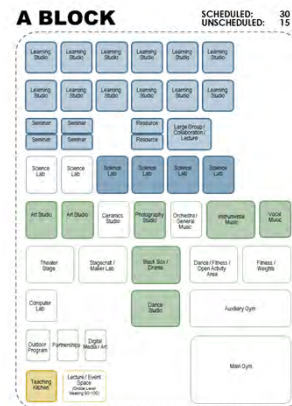 A BLOCK
SCHEDULED: 30
UNSCHEDULED: 15
Learning Studio Learning Studio Learning Studio Learning Studio Learning Studio Learning Studio
Learning Studio Learning Studio Learning Studio Learning Studio Learning Studio Learning Studio
Seminar Seminar Resource Large Group / Collaboration / Lecture
Seminar Seminar Resource
Science Lab Science Lab Science Lab Science Lab Science Lab Science Lab
Art Studio Art Studio Ceramics Studio Photography Studio Orchestra / General Music Instrumental Music Vocal Music
Theater Stage Stagecraft / Maker Lab Black Box / Drama Dance / Fitness / Open Activity Area Fitness / Weights
Computer Lab Dance Studio Auxiliary Gym
Outdoor Program Partnerships Digital Media / Art Main Gym
Teaching Kitchen Lecture / Event Space